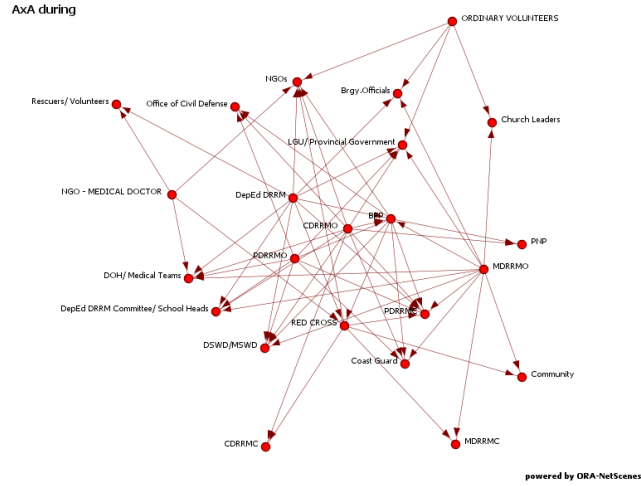 AxA during
ORDINARY VOLUNTEERS
NGOs
Brgy.Officials
Rescuers/ Volunteers
Office of Civil Defense
Church Leaders
LGU/ Provincial Government
NGO - MEDICAL DOCTOR
DepEd DRRM
BFP
CDRRMO
PNP
PDRRMO
MDRRMO
DOH/ Medical Teams
DepEd DRRM Committee/ School Heads
PDRRMC
RED CROSS
DSWD/MSWD
Coast Guard
Community
CDRRMC
MDRRMC
powered by ORA-NetScenes